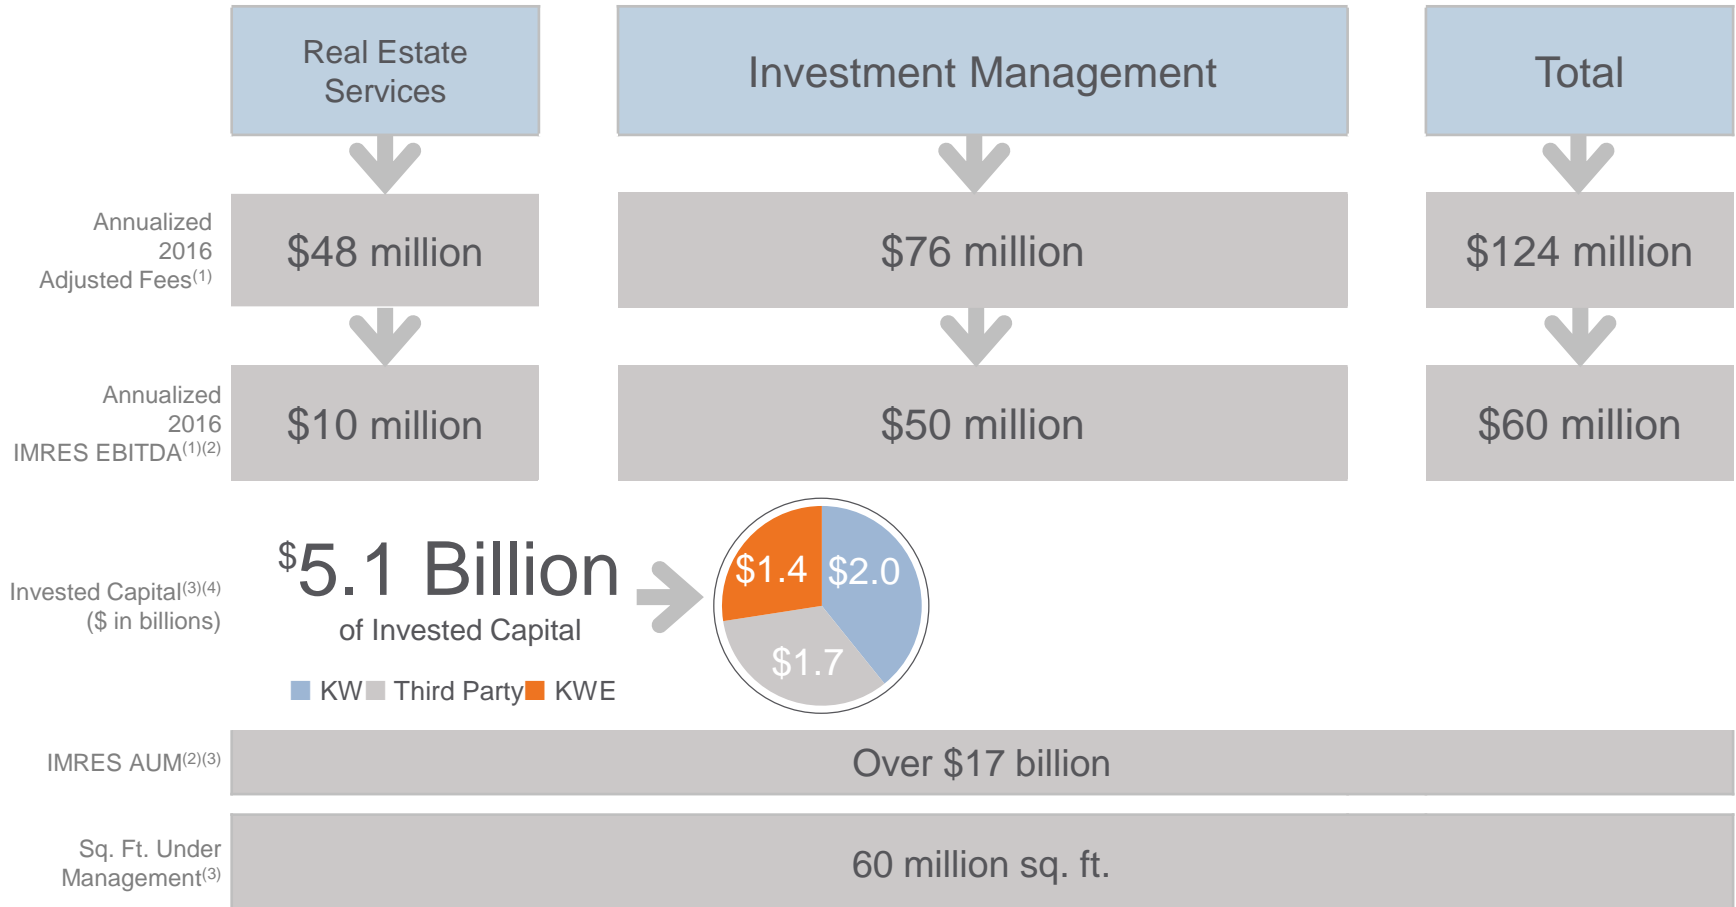 Real Estate
Services
Investment Management
Total
Annualized
2016
Adjusted Fees(1)
$48 million
$76 million
$124 million
Annualized
2016
IMRES EBITDA(1)(2)
$10 million
$50 million
$60 million
Invested Capital(3)(4)
($ in billions)
$5.1 Billion
of Invested Capital
KW Third Party KWE
$1.4 $2.0
$1.7
IMRES AUM(2)(3)
Over $17 billion
Sq. Ft. Under
Management(3)
60 million sq. ft.